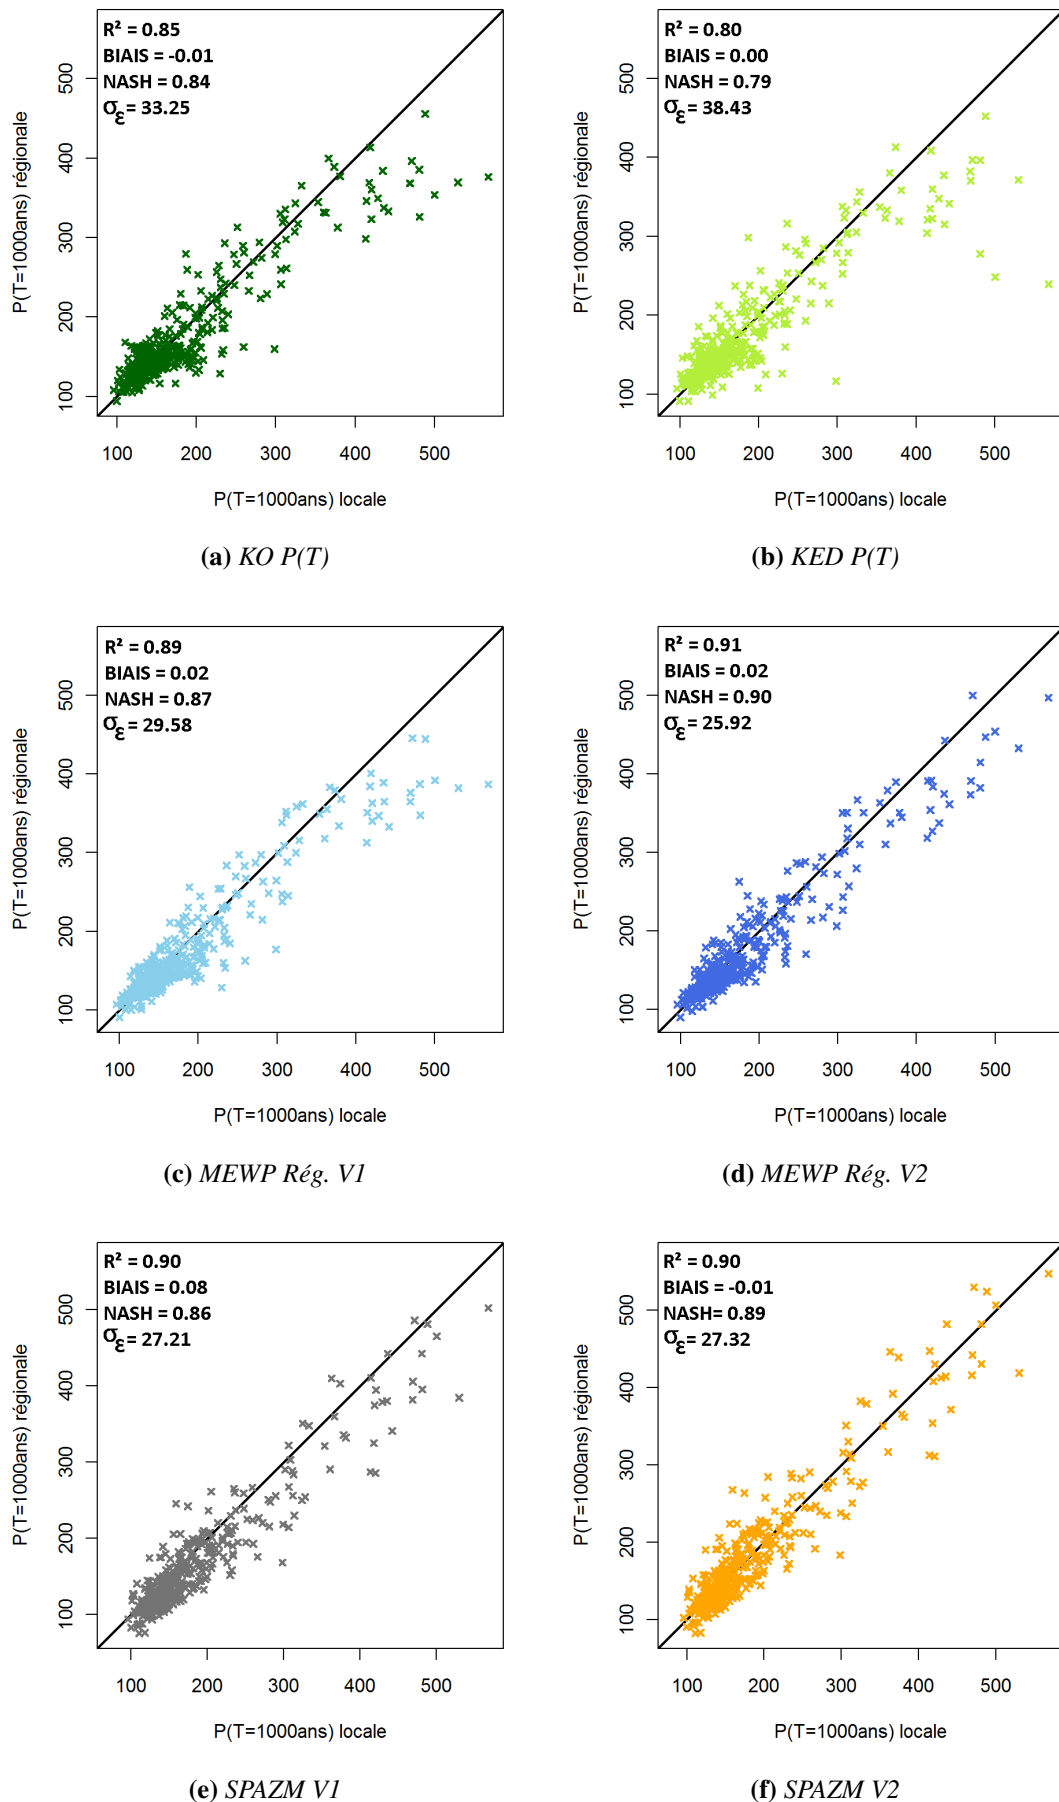 R² = 0.85
BIAIS = -0.01
NASH = 0.84
σε = 33.25
P(T=1000ans) régionale
500
400
300
200
100
100 200 300 400 500
P(T=1000ans) locale
(a) KO P(T)
R² = 0.80
BIAIS = 0.00
NASH = 0.79
σε = 38.43
P(T=1000ans) régionale
500
400
300
200
100
100 200 300 400 500
P(T=1000ans) locale
(b) KED P(T)
R² = 0.89
BIAIS = 0.02
NASH = 0.87
σε = 29.58
P(T=1000ans) régionale
500
400
300
200
100
100 200 300 400 500
P(T=1000ans) locale
(c) MEWP Rég. V1
R² = 0.91
BIAIS = 0.02
NASH = 0.90
σε = 25.92
P(T=1000ans) régionale
500
400
300
200
100
100 200 300 400 500
P(T=1000ans) locale
(d) MEWP Rég. V2
R² = 0.90
BIAIS = 0.08
NASH = 0.86
σε = 27.21
P(T=1000ans) régionale
500
400
300
200
100
100 200 300 400 500
P(T=1000ans) locale
(e) SPAZM V1
R² = 0.90
BIAIS = -0.01
NASH= 0.89
σε = 27.32
P(T=1000ans) régionale
500
400
300
200
100
100 200 300 400 500
P(T=1000ans) locale
(f) SPAZM V2